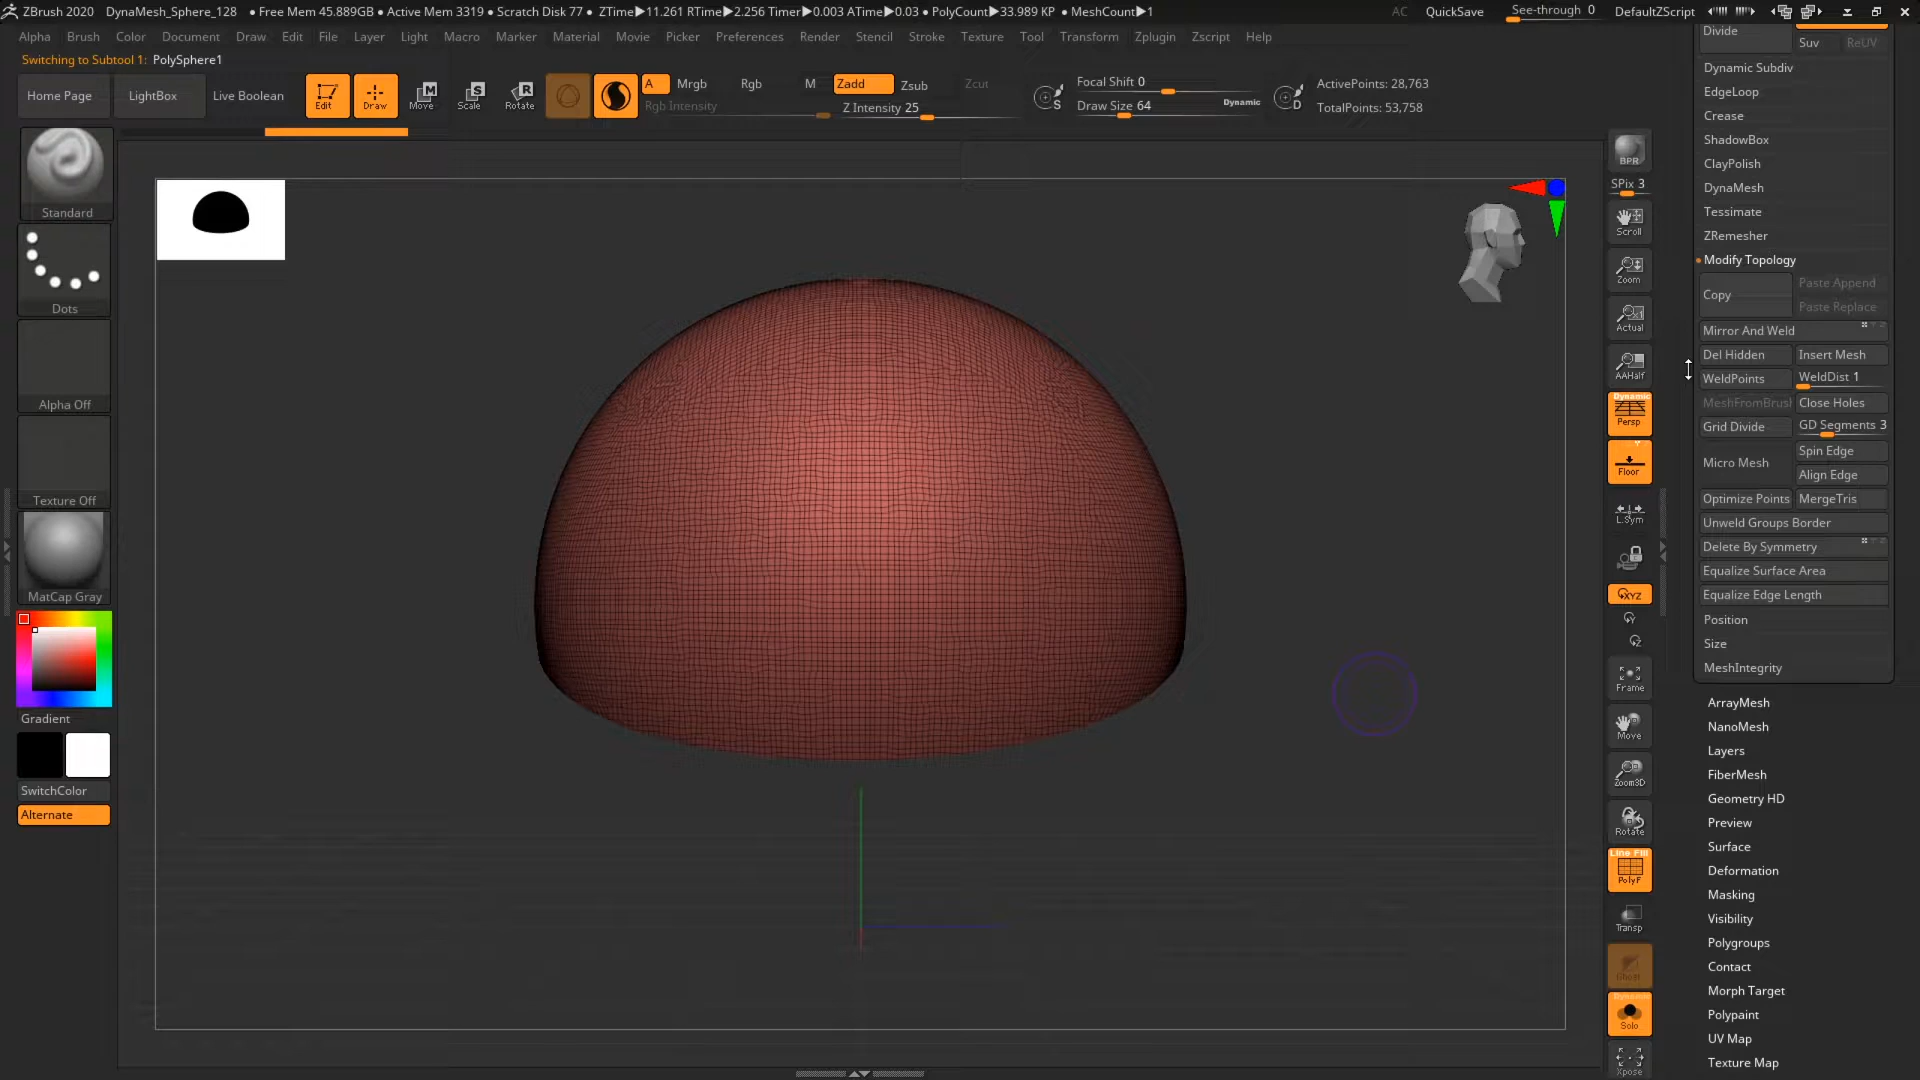 ZBrush 2020 DynaMesh_Sphere_128 • Free Mem 45.889GB • Active Mem 3319 • Scratch Disk 77 • ZTime▶11.261 RTime▶2.256 Timer▶0.003 ATime▶0.03 • PolyCount▶33.989 KP • MeshCount▶1 AC QuickSave See-through 0 DefaultZScript
Alpha Brush Color Document Draw Edit File Layer Light Macro Marker Material Movie Picker Preferences Render Stencil Stroke Texture Tool Transform Zplugin Zscript Help
Switching to Subtool 1: PolySphere1
Home Page LightBox Live Boolean Edit Draw Move Scale Rotate
A Mrgb Rgb M Zadd Zsub Zcut
Rgb Intensity Z Intensity 25
S Focal Shift 0
Draw Size 64 Dynamic
D ActivePoints: 28,763
TotalPoints: 53,758
Standard
Dots
Alpha Off
Texture Off
MatCap Gray
Gradient
SwitchColor
Alternate
BPR
SPix 3
Scroll
Zoom
Actual
AAHalf
Dynamic
Persp
Floor
L.Sym
XYZ
Y
Z
Frame
Move
Zoom3D
Rotate
Line Fill
PolyF
Transp
Ghost
Dynamic
Solo
Xpose
Divide
Suv ReUV
Dynamic Subdiv
EdgeLoop
Crease
ShadowBox
ClayPolish
DynaMesh
Tessimate
ZRemesher
Modify Topology
Copy Paste Append
Paste Replace
Mirror And Weld
Del Hidden Insert Mesh
WeldPoints WeldDist 1
MeshFromBrush Close Holes
Grid Divide GD Segments 3
Micro Mesh Spin Edge
Align Edge
Optimize Points MergeTris
Unweld Groups Border
Delete By Symmetry
Equalize Surface Area
Equalize Edge Length
Position
Size
MeshIntegrity
ArrayMesh
NanoMesh
Layers
FiberMesh
Geometry HD
Preview
Surface
Deformation
Masking
Visibility
Polygroups
Contact
Morph Target
Polypaint
UV Map
Texture Map